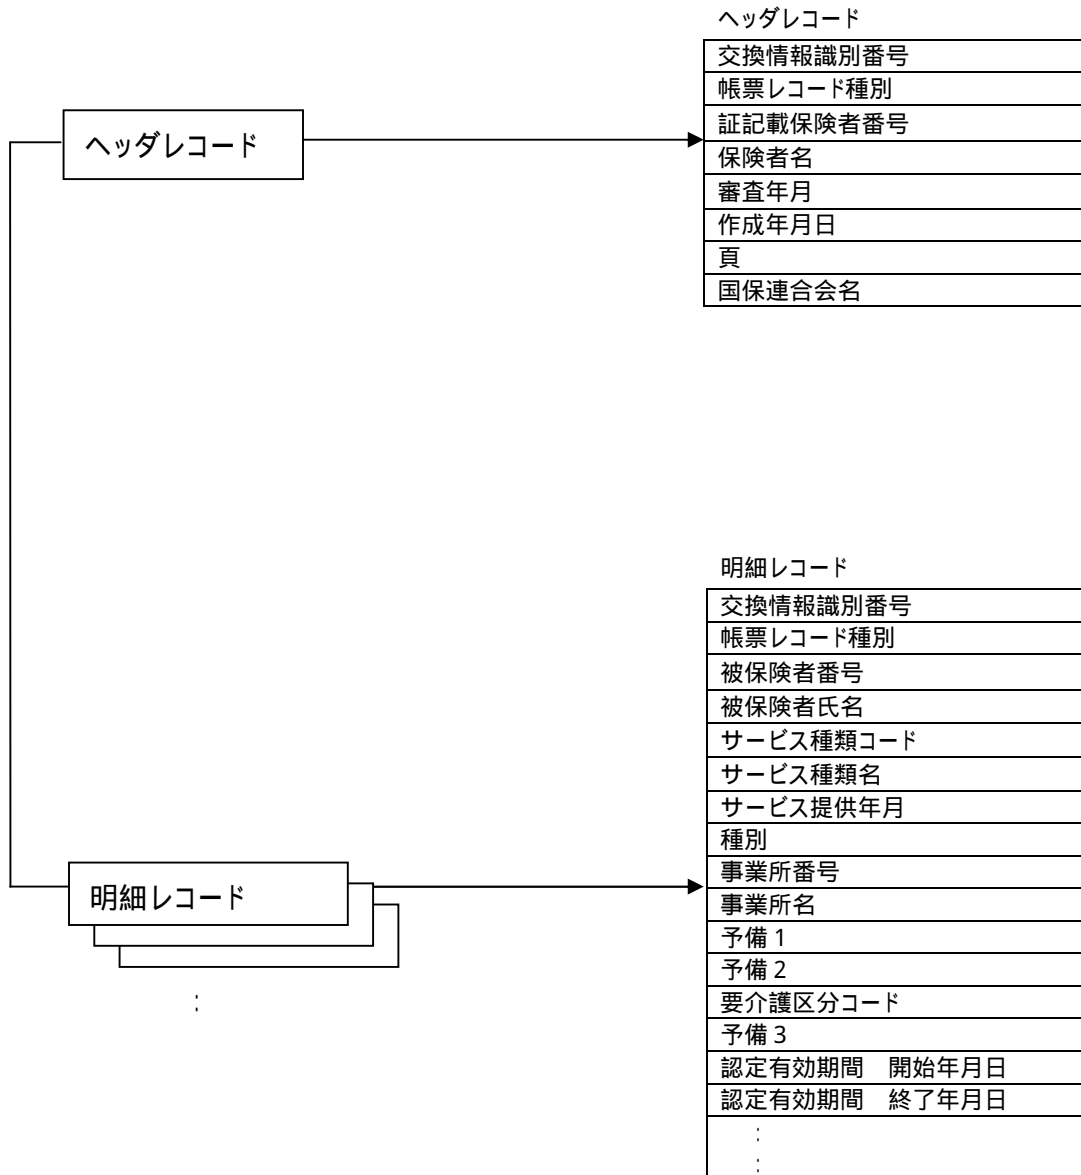 ヘッダレコード
交換情報識別番号
帳票レコード種別
証記載保険者番号
保険者名
審査年月
作成年月日
頁
国保連合会名
ヘッダレコード
明細レコード
交換情報識別番号
帳票レコード種別
被保険者番号
被保険者氏名
サービス種類コード
サービス種類名
サービス提供年月
種別
事業所番号
事業所名
予備1
予備2
要介護区分コード
予備3
認定有効期間　開始年月日
認定有効期間　終了年月日
:
:
明細レコード
: